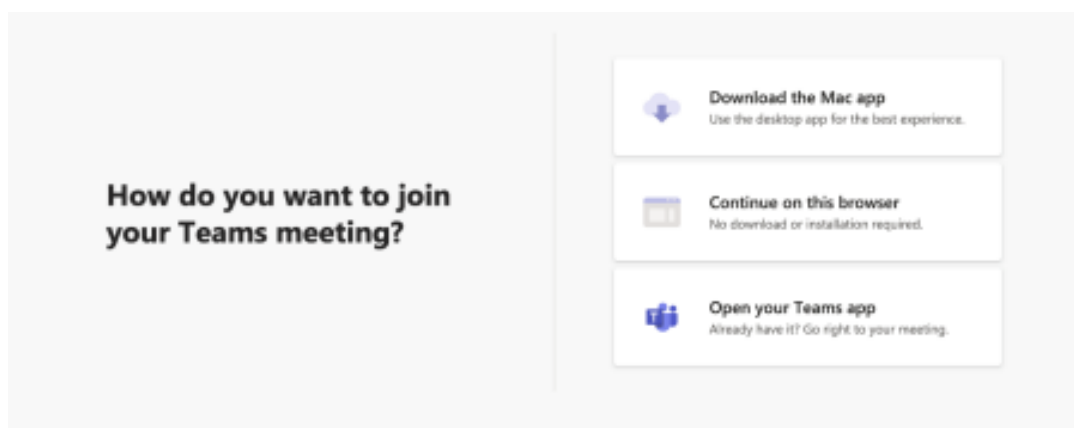 How do you want to join
your Teams meeting?
Download the Mac app
Use the desktop app for the best experience.
Continue on this browser
No download or installation required.
Open your Teams app
Already have it? Go right to your meeting.